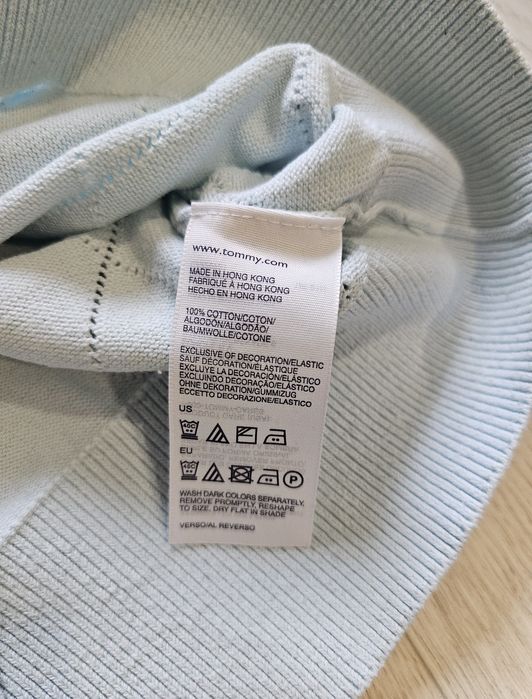 www.tommy.com
MADE IN HONG KONG
FABRIQUÉ À HONG KONG
HECHO EN HONG KONG
100% COTTON/COTON/
ALGODÓN/ALGODÃO/
BAUMWOLLE/COTONE
EXCLUSIVE OF DECORATION/ELASTIC
SAUF DÉCORATION/ÉLASTIQUE
EXCLUYE LA DECORACIÓN/ELÁSTICO
EXCLUINDO DECORAÇÃO/ELÁSTICO
OHNE DEKORATION/GUMMIZUG
ECCETTO DECORAZIONE/ELASTICO
US
40C
EU
40C P
WASH DARK COLORS SEPARATELY,
REMOVE PROMPTLY, RESHAPE
TO SIZE. DRY FLAT IN SHADE
VERSO/AL REVERSO